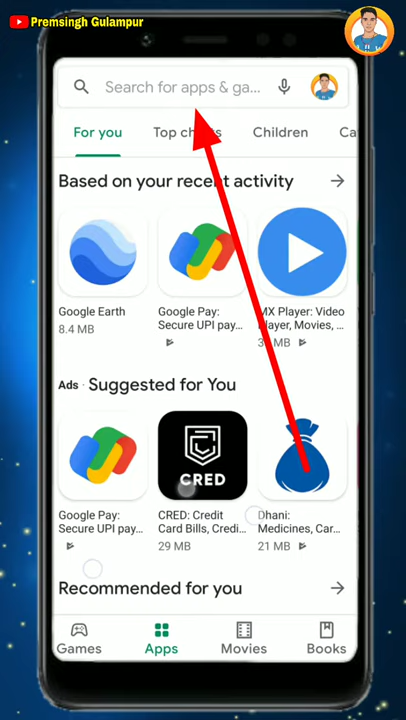 Premsingh Gulampur
Search for apps & ga...
For you
Top charts
Children
Ca
Based on your recent activity
Google Earth
8.4 MB
Google Pay:
Secure UPI pay...
MX Player: Video
Player, Movies, ...
MB
Ads · Suggested for You
CRED
Google Pay:
Secure UPI pay...
CRED: Credit
Card Bills, Credi...
29 MB
Dhani:
Medicines, Car...
21 MB
Recommended for you
Games
Apps
Movies
Books